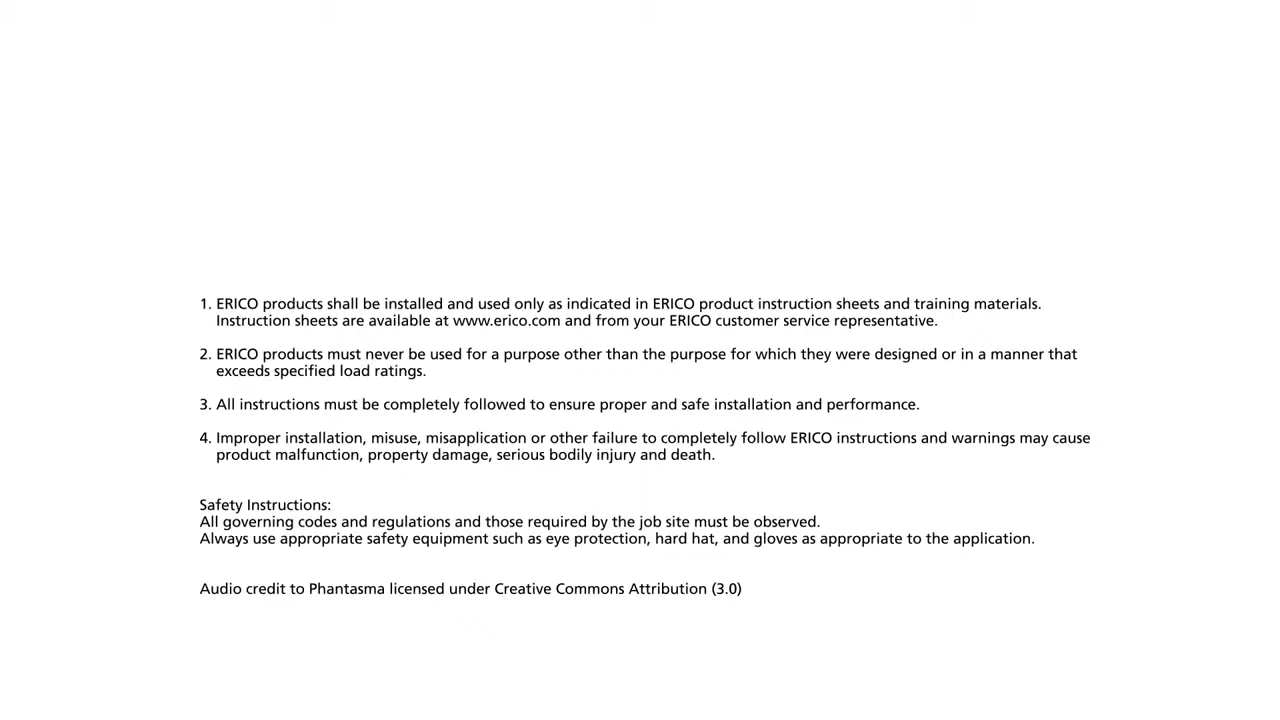 1. ERICO products shall be installed and used only as indicated in ERICO product instruction sheets and training materials.
Instruction sheets are available at www.erico.com and from your ERICO customer service representative.
2. ERICO products must never be used for a purpose other than the purpose for which they were designed or in a manner that
exceeds specified load ratings.
3. All instructions must be completely followed to ensure proper and safe installation and performance.
4. Improper installation, misuse, misapplication or other failure to completely follow ERICO instructions and warnings may cause
product malfunction, property damage, serious bodily injury and death.
Safety Instructions:
All governing codes and regulations and those required by the job site must be observed.
Always use appropriate safety equipment such as eye protection, hard hat, and gloves as appropriate to the application.
Audio credit to Phantasma licensed under Creative Commons Attribution (3.0)